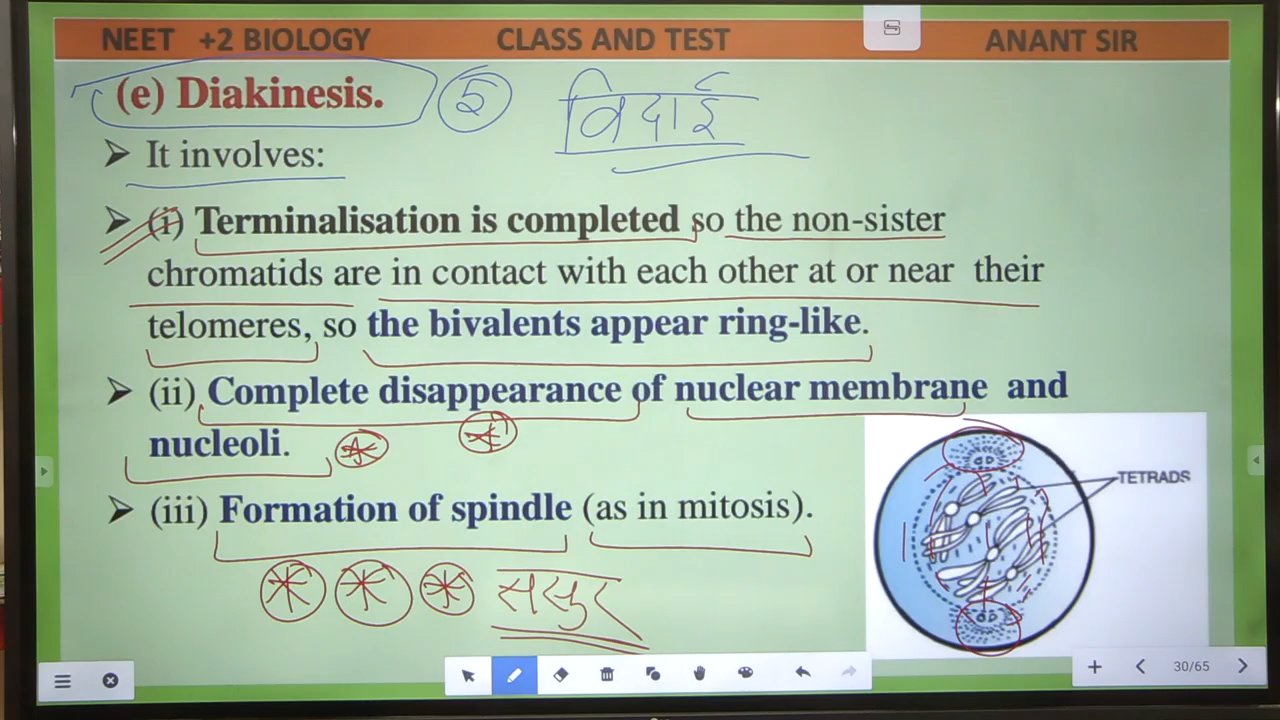 NEET +2 BIOLOGY CLASS AND TEST ANANT SIR
(e) Diakinesis. 5 विदाई
➤ It involves:
➤ (i) Terminalisation is completed so the non-sister
chromatids are in contact with each other at or near their
telomeres, so the bivalents appear ring-like.
➤ (ii) Complete disappearance of nuclear membrane and
nucleoli.
TETRADS
➤ (iii) Formation of spindle (as in mitosis).
ससुर
30/65